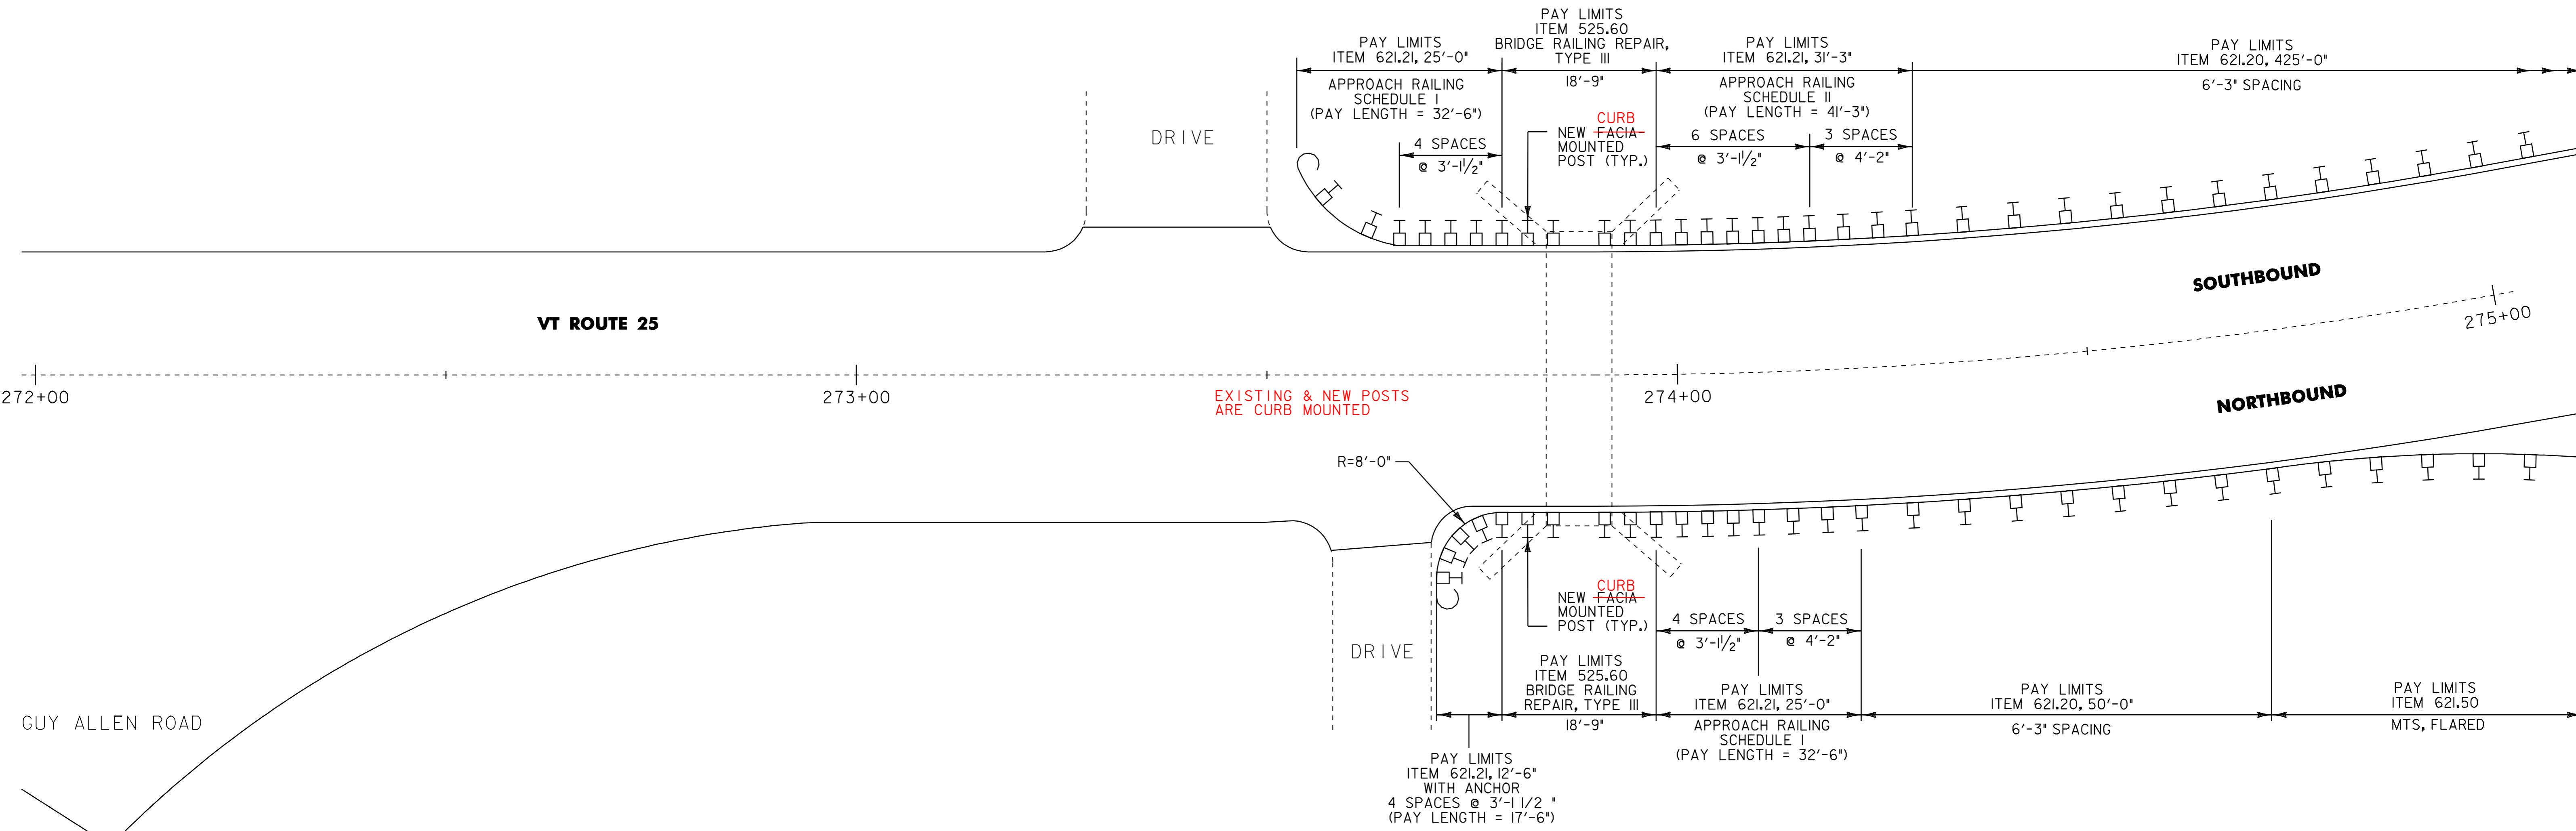 PAY LIMITS
ITEM 621.21, 25'-0"
APPROACH RAILING
SCHEDULE I
(PAY LENGTH = 32'-6")
4 SPACES
@ 3'-1 1/2"
PAY LIMITS
ITEM 525.60
BRIDGE RAILING REPAIR,
TYPE III
18'-9"
CURB
NEW FACIA
MOUNTED
POST (TYP.)
PAY LIMITS
ITEM 621.21, 31'-3"
APPROACH RAILING
SCHEDULE II
(PAY LENGTH = 41'-3")
6 SPACES
@ 3'-1 1/2"
3 SPACES
@ 4'-2"
PAY LIMITS
ITEM 621.20, 425'-0"
6'-3" SPACING
DRIVE
SOUTHBOUND
VT ROUTE 25
275+00
272+00
273+00
EXISTING & NEW POSTS
ARE CURB MOUNTED
274+00
NORTHBOUND
R=8'-0"
CURB
NEW FACIA
MOUNTED
POST (TYP.)
4 SPACES
@ 3'-1 1/2"
3 SPACES
@ 4'-2"
DRIVE
GUY ALLEN ROAD
PAY LIMITS
ITEM 525.60
BRIDGE RAILING
REPAIR, TYPE III
18'-9"
PAY LIMITS
ITEM 621.21, 25'-0"
APPROACH RAILING
SCHEDULE I
(PAY LENGTH = 32'-6")
PAY LIMITS
ITEM 621.20, 50'-0"
6'-3" SPACING
PAY LIMITS
ITEM 621.50
MTS, FLARED
PAY LIMITS
ITEM 621.21, 12'-6"
WITH ANCHOR
4 SPACES @ 3'-1 1/2 "
(PAY LENGTH = 17'-6")